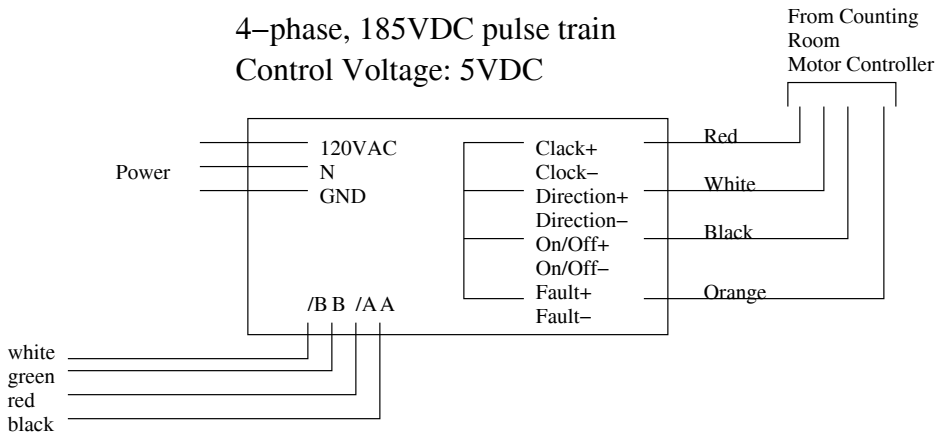 4−phase, 185VDC pulse train
Control Voltage: 5VDC
From Counting
Room
Motor Controller
Power
120VAC
N
GND
Clack+
Clock−
Direction+
Direction−
On/Off+
On/Off−
Fault+
Fault−
Red
White
Black
Orange
/B B /A A
white
green
red
black